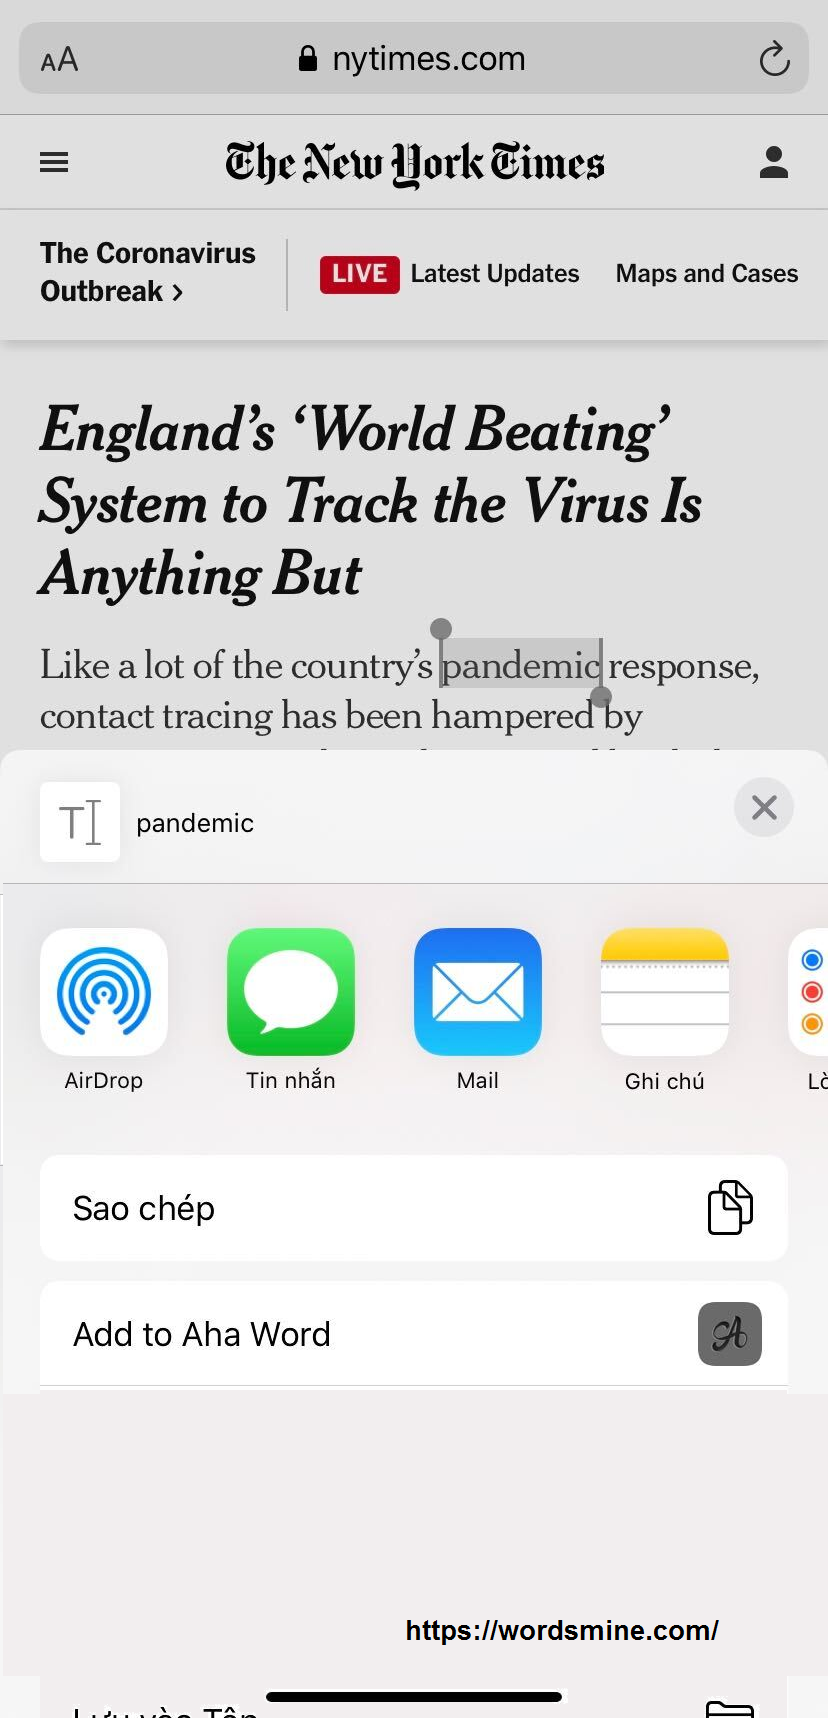 AA nytimes.com
The New York Times
The Coronavirus
Outbreak >
LIVE Latest Updates Maps and Cases
England’s ‘World Beating’
System to Track the Virus Is
Anything But
Like a lot of the country’s pandemic response,
contact tracing has been hampered by
pandemic
AirDrop Tin nhắn Mail Ghi chú
Sao chép
Add to Aha Word
https://wordsmine.com/